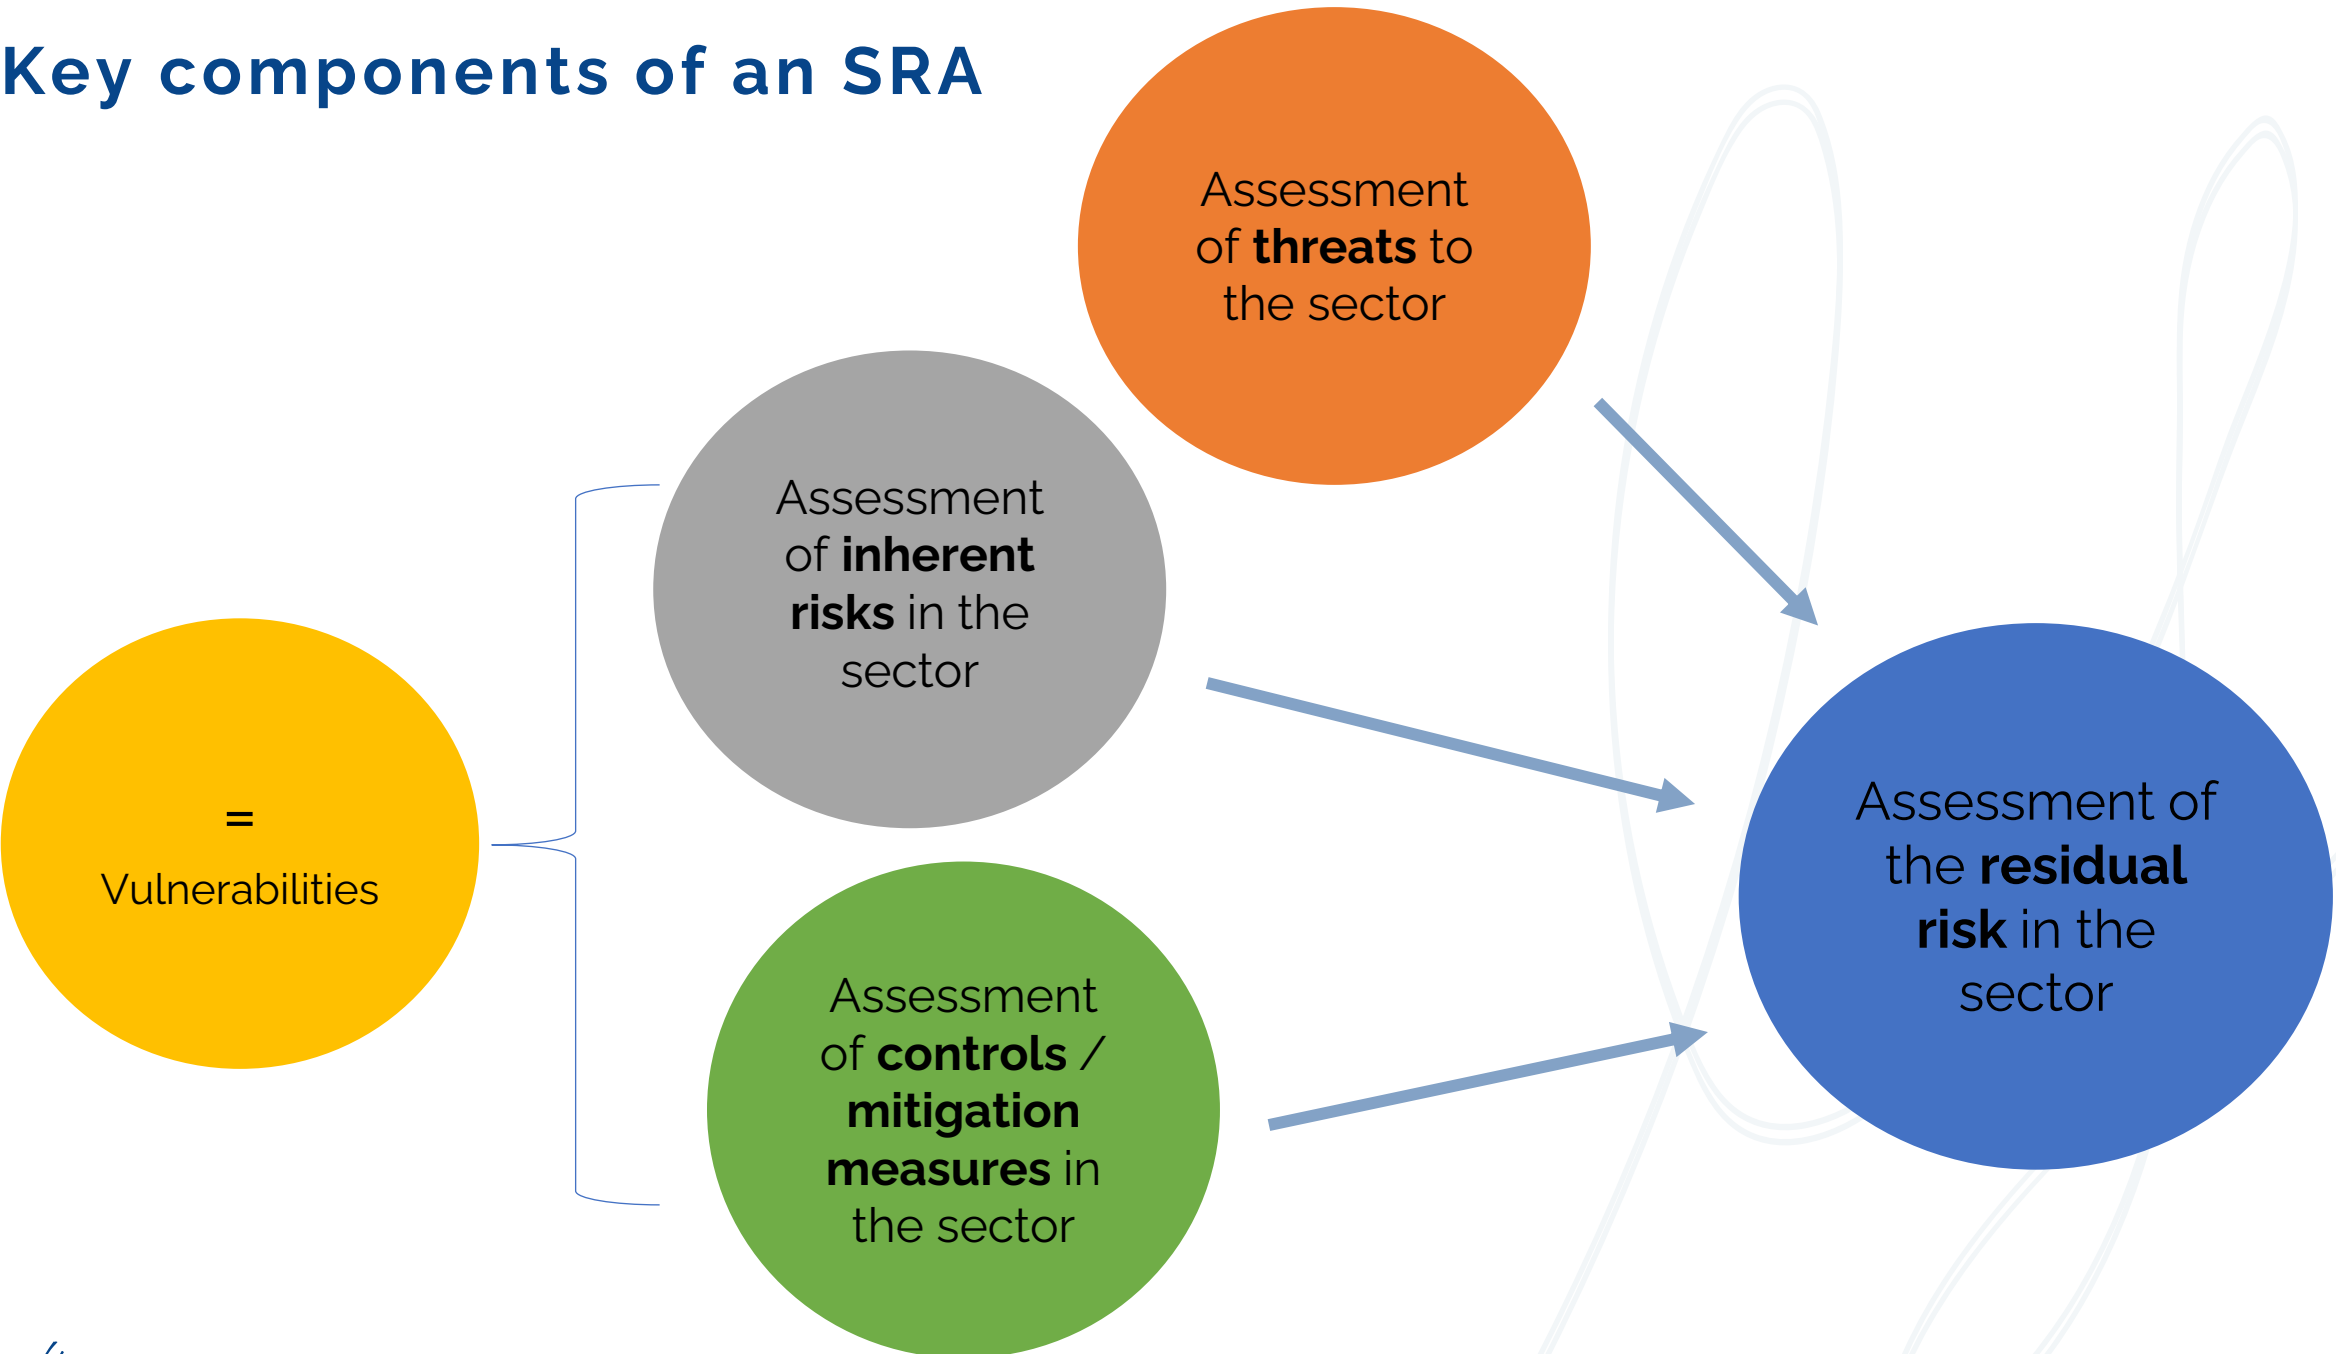 Key components of an SRA
Assessment
of threats to
the sector
Assessment
of inherent
risks in the
sector
=
Vulnerabilities
Assessment
of controls /
mitigation
measures in
the sector
Assessment of
the residual
risk in the
sector